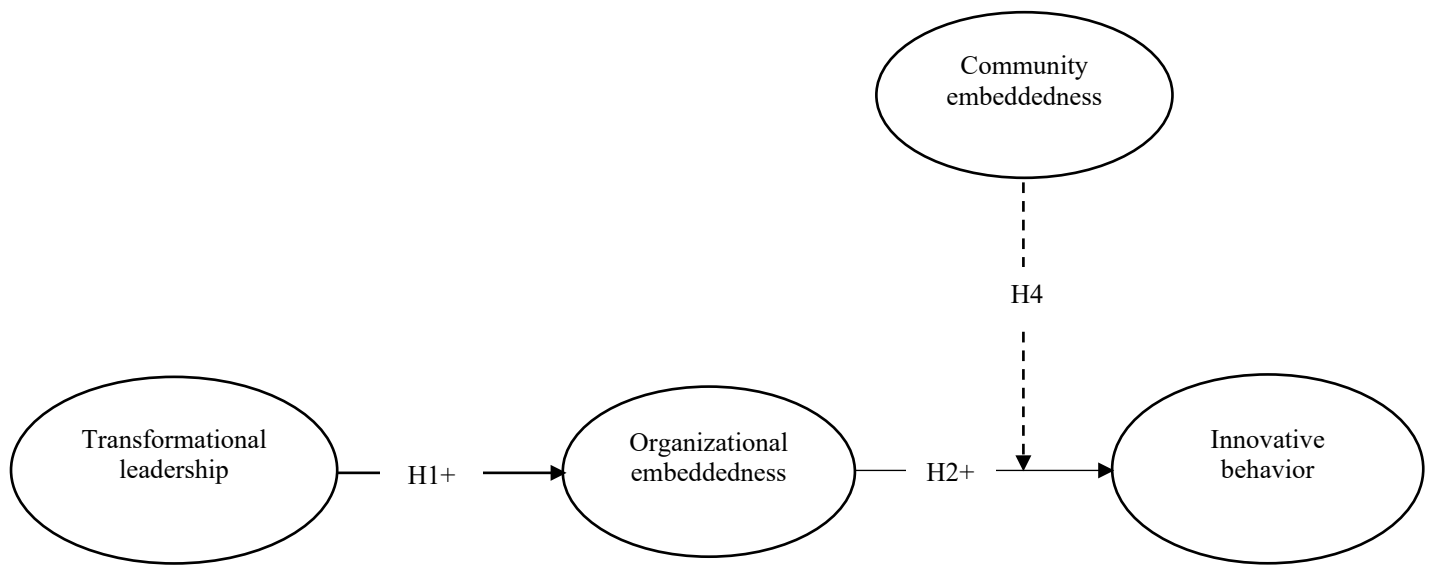 Community
embeddedness
H4
Transformational
leadership
H1+
Organizational
embeddedness
H2+
Innovative
behavior